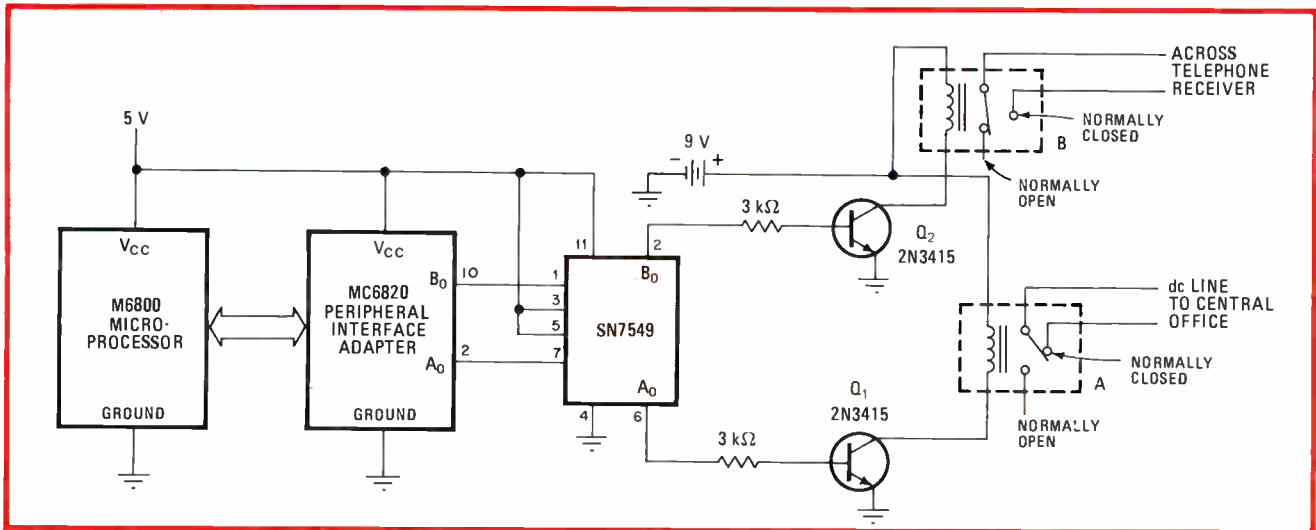 5 V
VCC
M6800
MICRO-
PROCESSOR
GROUND
VCC
MC6820
PERIPHERAL
INTERFACE
ADAPTER
B0
10
A0
2
GROUND
11
2
1
B0
3
5
SN7549
7
A0
4
6
- 9 V +
3 kΩ
Q2
2N3415
3 kΩ
Q1
2N3415
ACROSS
TELEPHONE
RECEIVER
NORMALLY
CLOSED
B
NORMALLY
OPEN
dc LINE
TO CENTRAL
OFFICE
NORMALLY
CLOSED
A
NORMALLY
OPEN